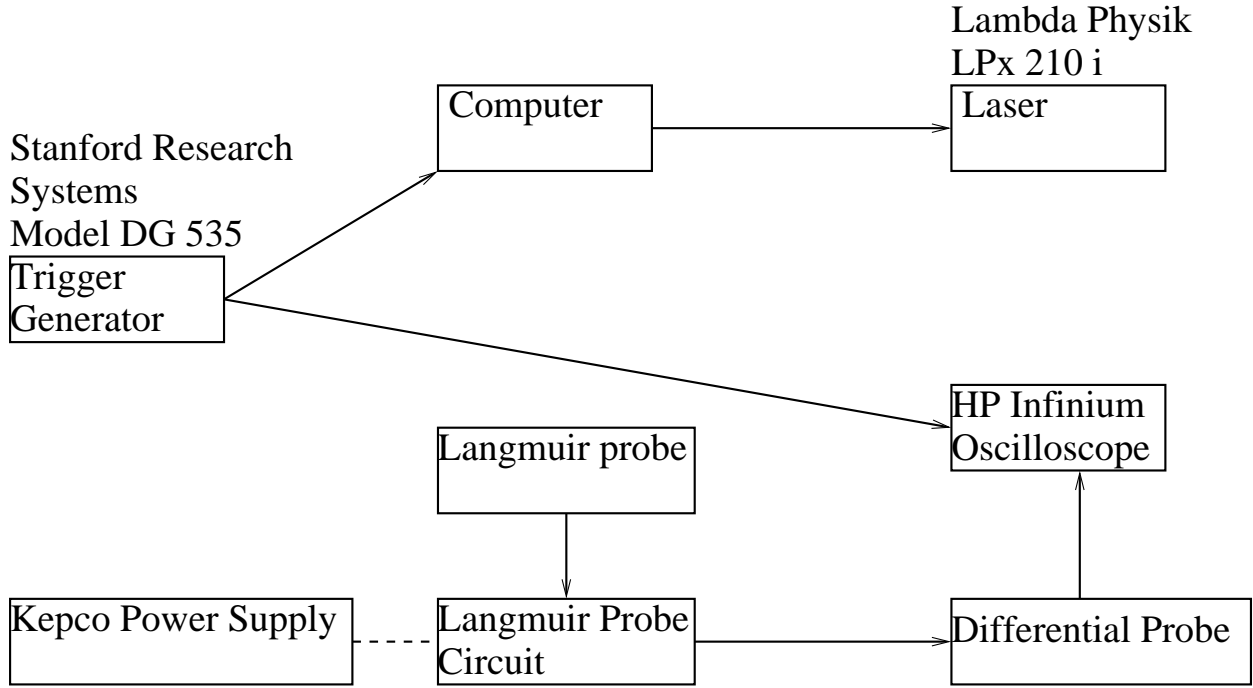 Lambda Physik
LPx 210 i
Computer
Laser
Stanford Research
Systems
Model DG 535
Trigger
Generator
HP Infinium
Oscilloscope
Langmuir probe
Kepco Power Supply
Langmuir Probe
Circuit
Differential Probe